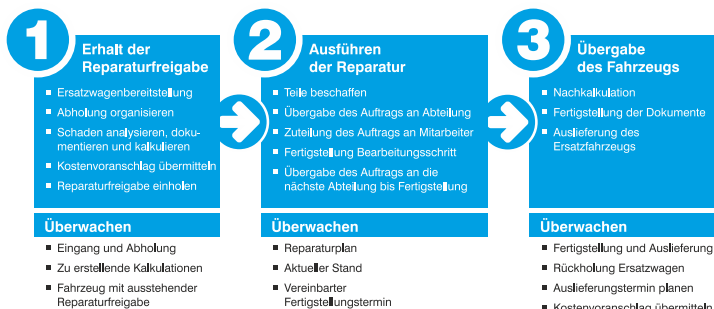 1
Erhalt der
Reparaturfreigabe
Ersatzwagenbereitstellung
Abholung organisieren
Schaden analysieren, doku-
mentieren und kalkulieren
Kostenvoranschlag übermitteln
Reparaturfreigabe einholen
Überwachen
Eingang und Abholung
Zu erstellende Kalkulationen
Fahrzeug mit ausstehender
Reparaturfreigabe
2
Ausführen
der Reparatur
Teile beschaffen
Übergabe des Auftrags an Abteilung
Zuteilung des Auftrags an Mitarbeiter
Fertigstellung Bearbeitungsschritt
Übergabe des Auftrags an die
nächste Abteilung bis Fertigstellung
Überwachen
Reparaturplan
Aktueller Stand
Vereinbarter
Fertigstellungstermin
3
Übergabe
des Fahrzeugs
Nachkalkulation
Fertigstellung der Dokumente
Auslieferung des
Ersatzfahrzeugs
Überwachen
Fertigstellung und Auslieferung
Rückholung Ersatzwagen
Auslieferungstermin planen
Kostenvoranschlag übermitteln